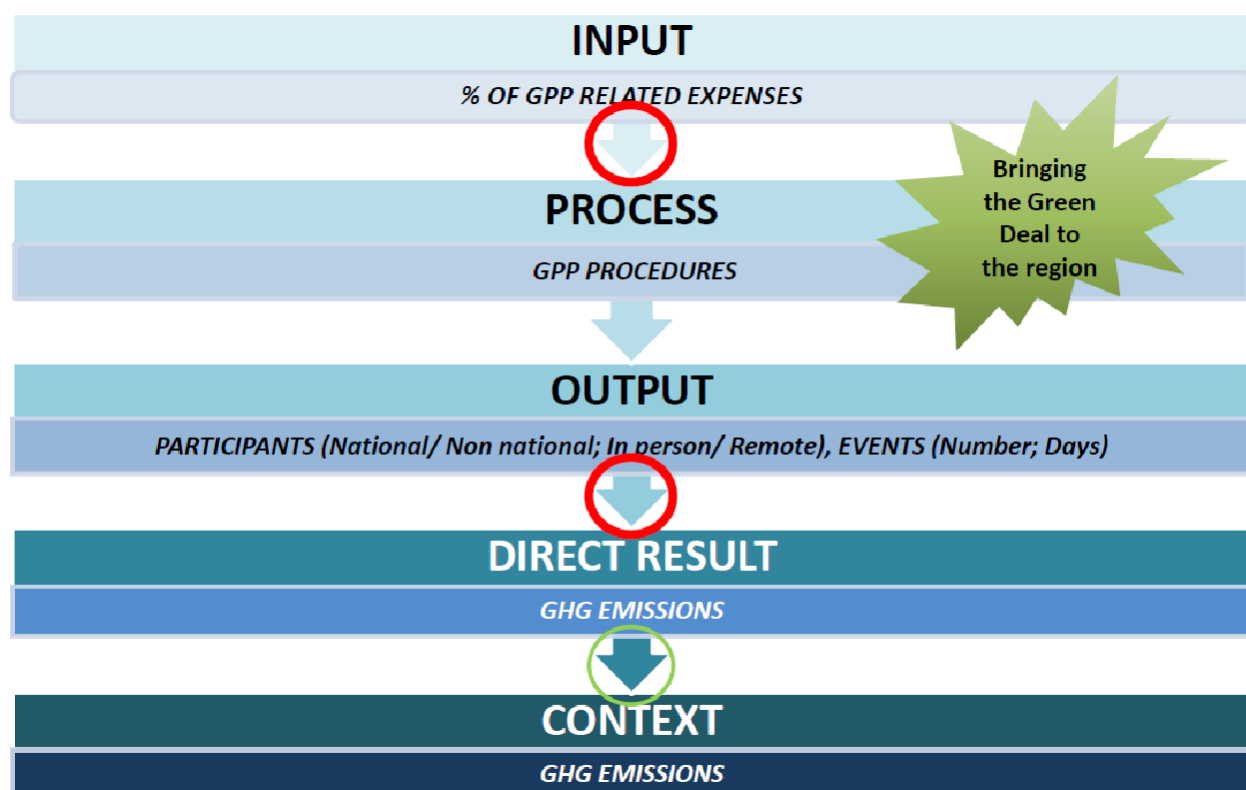 INPUT
% OF GPP RELATED EXPENSES
PROCESS
GPP PROCEDURES
Bringing
the Green
Deal to
the region
OUTPUT
PARTICIPANTS (National/ Non national; In person/ Remote), EVENTS (Number; Days)
DIRECT RESULT
GHG EMISSIONS
CONTEXT
GHG EMISSIONS